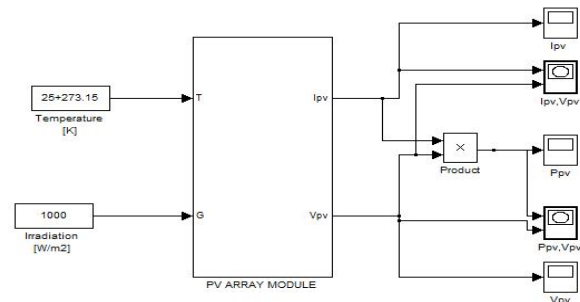 Ipv
25+273.15
Temperature
[K]
T
Ipv
Ipv,Vpv
×
Product
Ppv
1000
Irradiation
[W/m2]
G
Vpv
Ppv,Vpv
PV ARRAY MODULE
Vpv